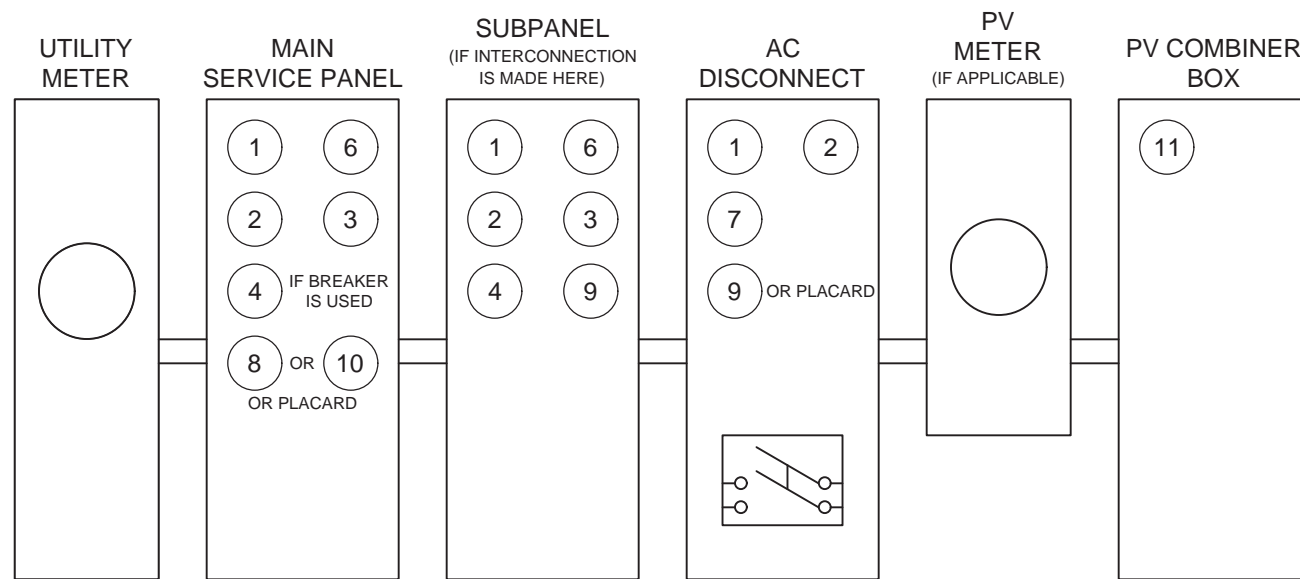 UTILITY
METER
MAIN
SERVICE PANEL
SUBPANEL
(IF INTERCONNECTION
IS MADE HERE)
AC
DISCONNECT
PV
METER
(IF APPLICABLE)
PV COMBINER
BOX
1 6
2 3
4 IF BREAKER
IS USED
8 OR 10
OR PLACARD
1 6
2 3
4 9
1 2
7
9 OR PLACARD
11